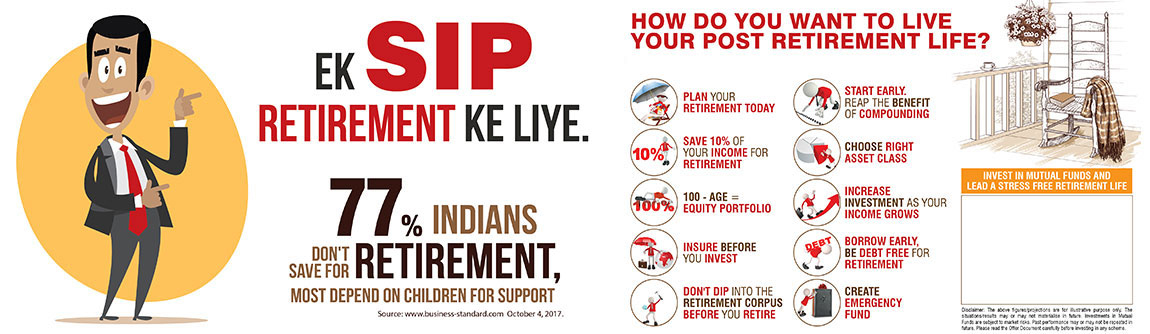 EK SIP
RETIREMENT KE LIYE.
77% INDIANS
DON'T
SAVE FOR RETIREMENT,
MOST DEPEND ON CHILDREN FOR SUPPORT
Source: www.business-standard.com October 4, 2017.
HOW DO YOU WANT TO LIVE
YOUR POST RETIREMENT LIFE?
PLAN YOUR
RETIREMENT TODAY
10%
SAVE 10% OF
YOUR INCOME FOR
RETIREMENT
100%
100 - AGE =
EQUITY PORTFOLIO
INSURE BEFORE
YOU INVEST
DON'T DIP INTO THE
RETIREMENT CORPUS
BEFORE YOU RETIRE
START EARLY.
REAP THE BENEFIT
OF COMPOUNDING
CHOOSE RIGHT
ASSET CLASS
INCREASE
INVESTMENT AS YOUR
INCOME GROWS
DEBT
BORROW EARLY,
BE DEBT FREE FOR
RETIREMENT
CREATE
EMERGENCY
FUND
INVEST IN MUTUAL FUNDS AND
LEAD A STRESS FREE RETIREMENT LIFE
Disclaimer: The above figures/projections are for illustrative purpose only. The
situations/results may or may not materialise in future. Investments in Mutual
Funds are subject to market risks. Past performance may or may not be repeated in
future. Please read the Offer Document carefully before investing in any scheme.